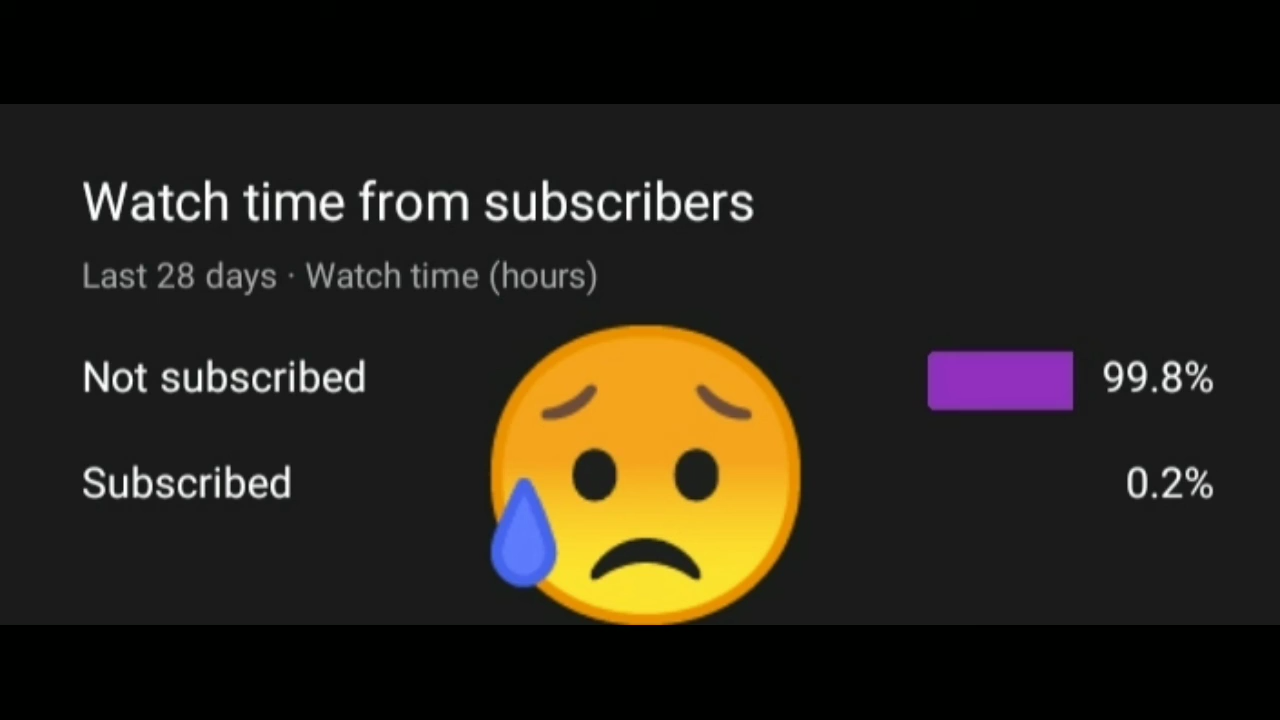 Watch time from subscribers
Last 28 days · Watch time (hours)
Not subscribed 99.8%
Subscribed 0.2%